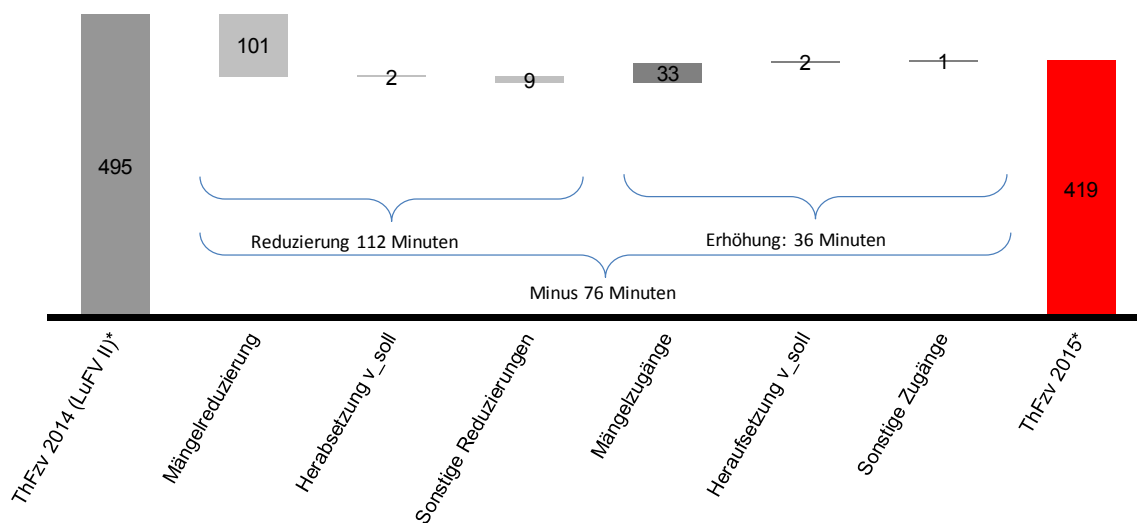 101
2
9
33
2
1
495
419
Reduzierung 112 Minuten
Erhöhung: 36 Minuten
Minus 76 Minuten
ThFzv 2014 (LuFV II)*
Mängelreduzierung
Herabsetzung v_soll
Sonstige Reduzierungen
Mängelzugänge
Heraufsetzung v_soll
Sonstige Zugänge
ThFzv 2015*